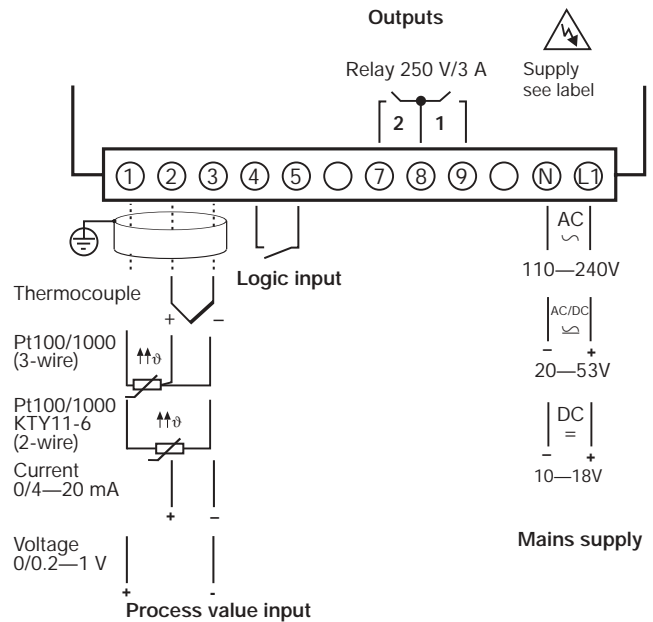 Outputs
Relay 250 V/3 A
Supply
see label
2 1
1 2 3 4 5 7 8 9 N L1
AC
110—240V
Logic input
Thermocouple
+ –
AC/DC
– +
20—53V
Pt100/1000
(3-wire)
ϑ
Pt100/1000
KTY11-6
(2-wire)
ϑ
DC
=
– +
10—18V
Current
0/4—20 mA
+ –
Mains supply
Voltage
0/0.2—1 V
+ -
Process value input